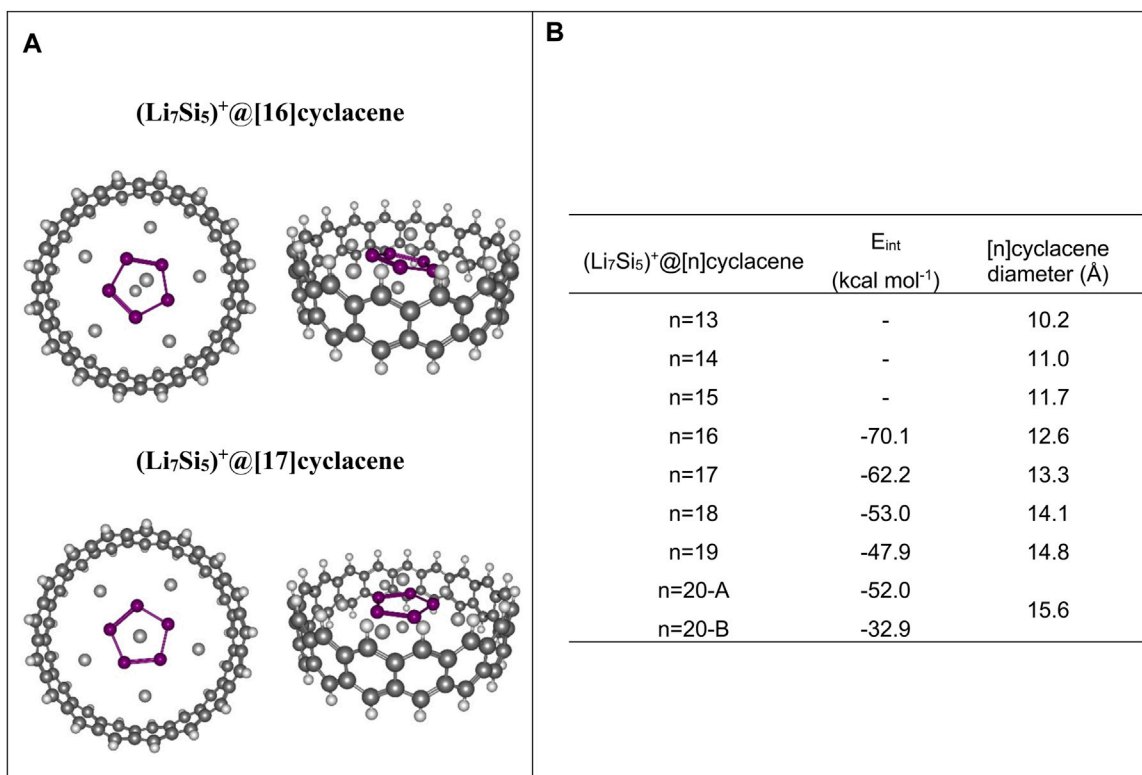 A
(Li₇Si₅)⁺@[16]cyclacene
(Li₇Si₅)⁺@[17]cyclacene
B
(Li₇Si₅)⁺@[n]cyclacene E_int (kcal mol⁻¹) [n]cyclacene diameter (Å)
n=13 - 10.2
n=14 - 11.0
n=15 - 11.7
n=16 -70.1 12.6
n=17 -62.2 13.3
n=18 -53.0 14.1
n=19 -47.9 14.8
n=20-A -52.0 15.6
n=20-B -32.9